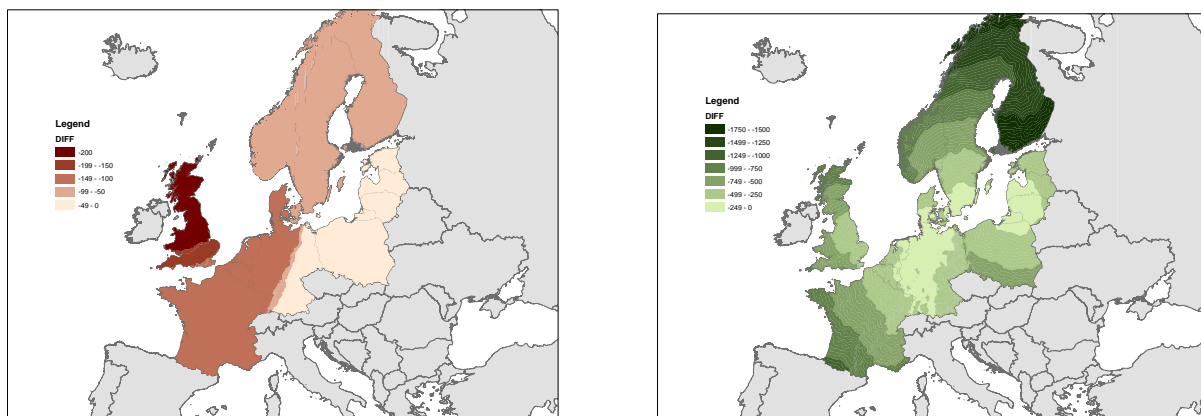 Legend
DIFF
-200
-199 - -150
-149 - -100
-99 - -50
-49 - 0
Legend
DIFF
-1750 - -1500
-1499 - -1250
-1249 - -1000
-999 - -750
-749 - -500
-499 - -250
-249 - 0